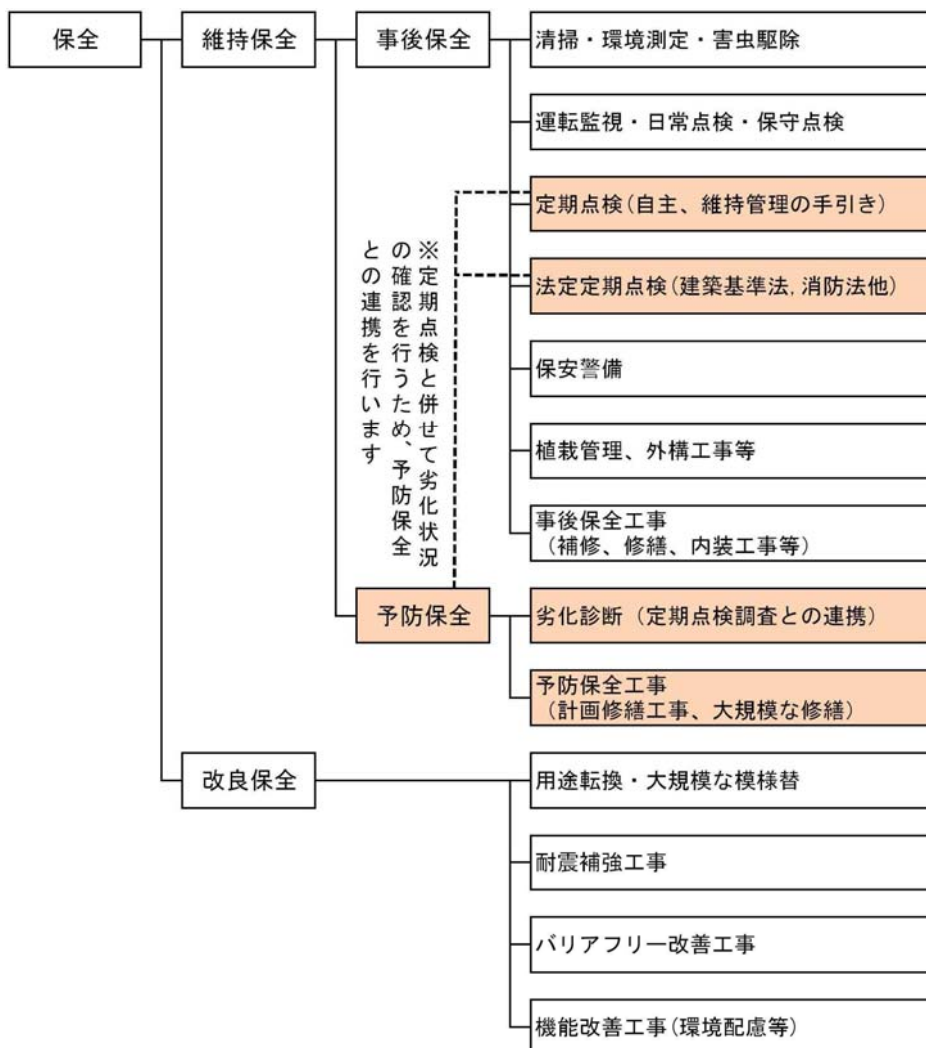 保全
維持保全
事後保全
清掃・環境測定・害虫駆除
運転監視・日常点検・保守点検
定期点検(自主、維持管理の手引き)
法定定期点検(建築基準法,消防法他)
保安警備
植栽管理、外構工事等
事後保全工事
(補修、修繕、内装工事等)
※定期点検と併せて劣化状況
の確認を行うため、予防保全
との連携を行います
予防保全
劣化診断(定期点検調査との連携)
予防保全工事
(計画修繕工事、大規模な修繕)
改良保全
用途転換・大規模な模様替
耐震補強工事
バリアフリー改善工事
機能改善工事(環境配慮等)